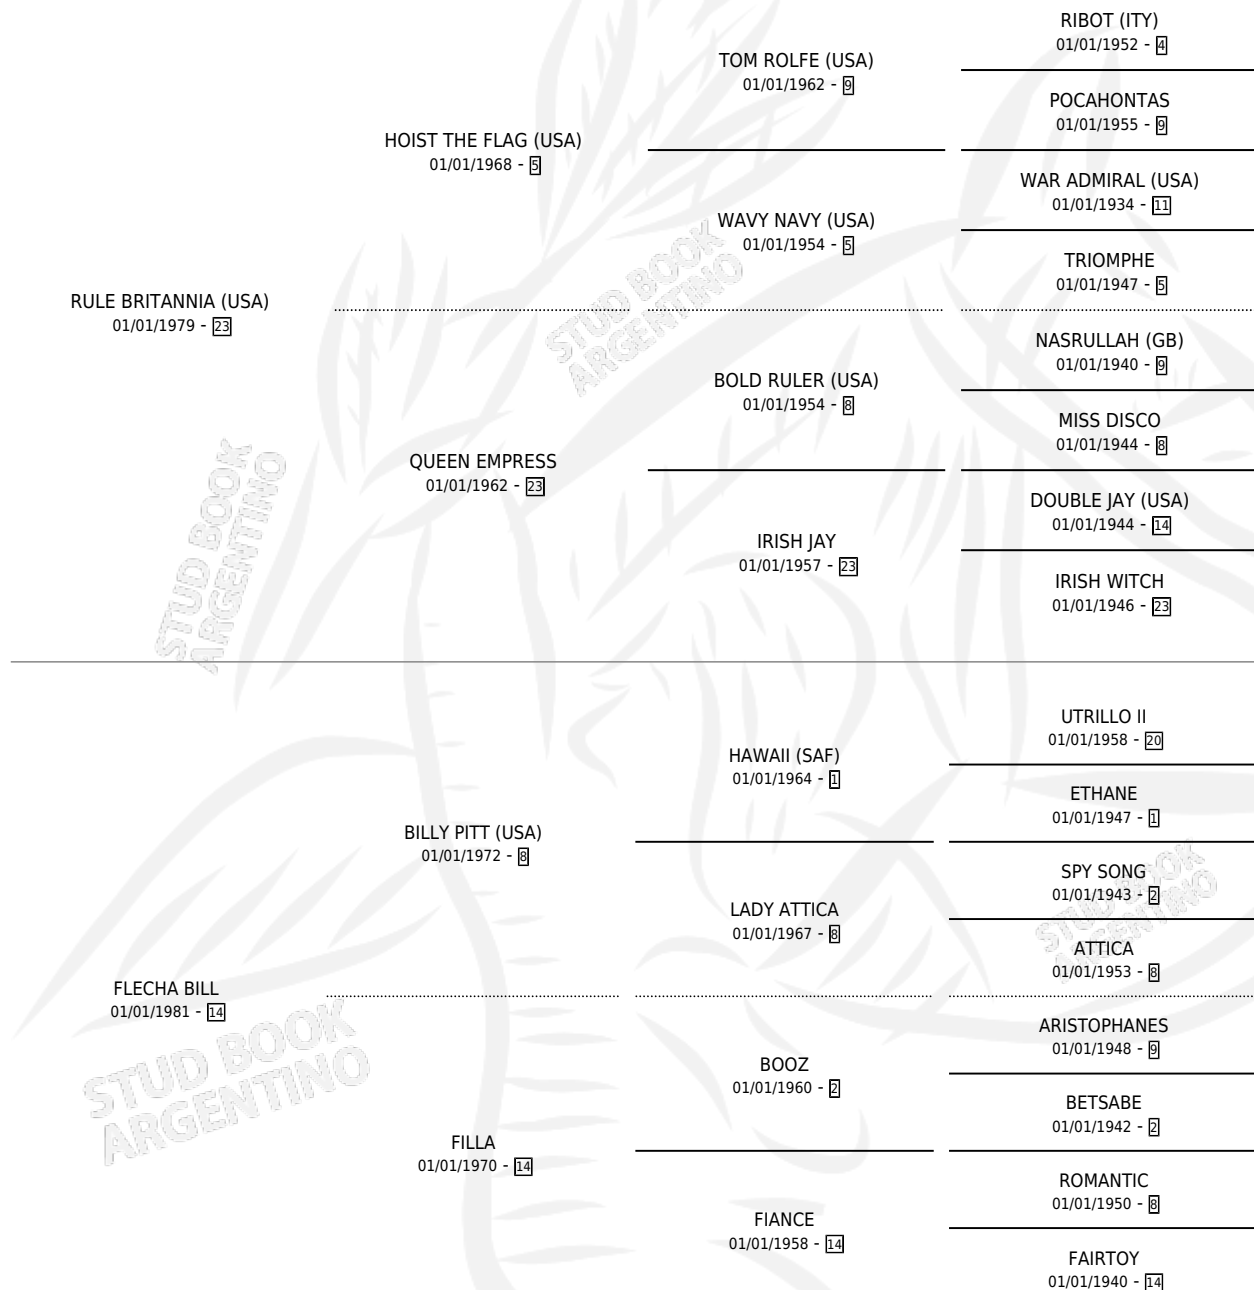 RIBOT (ITY)
01/01/1952 - 4
TOM ROLFE (USA)
01/01/1962 - 9
POCAHONTAS
01/01/1955 - 9
HOIST THE FLAG (USA)
01/01/1968 - 5
WAR ADMIRAL (USA)
01/01/1934 - 11
WAVY NAVY (USA)
01/01/1954 - 5
TRIOMPHE
01/01/1947 - 5
RULE BRITANNIA (USA)
01/01/1979 - 23
NASRULLAH (GB)
01/01/1940 - 9
BOLD RULER (USA)
01/01/1954 - 8
MISS DISCO
01/01/1944 - 8
QUEEN EMPRESS
01/01/1962 - 23
DOUBLE JAY (USA)
01/01/1944 - 14
IRISH JAY
01/01/1957 - 23
IRISH WITCH
01/01/1946 - 23
UTRILLO II
01/01/1958 - 20
HAWAII (SAF)
01/01/1964 - 1
ETHANE
01/01/1947 - 1
BILLY PITT (USA)
01/01/1972 - 8
SPY SONG
01/01/1943 - 2
LADY ATTICA
01/01/1967 - 8
ATTICA
01/01/1953 - 8
FLECHA BILL
01/01/1981 - 14
ARISTOPHANES
01/01/1948 - 9
BOOZ
01/01/1960 - 2
BETSABE
01/01/1942 - 2
FILLA
01/01/1970 - 14
ROMANTIC
01/01/1950 - 8
FIANCE
01/01/1958 - 14
FAIRTOY
01/01/1940 - 14
STUD BOOK
ARGENTINO
STUD BOOK
ARGENTINO
STUD BOOK
ARGENTINO
STUD BOOK
ARGENTINO